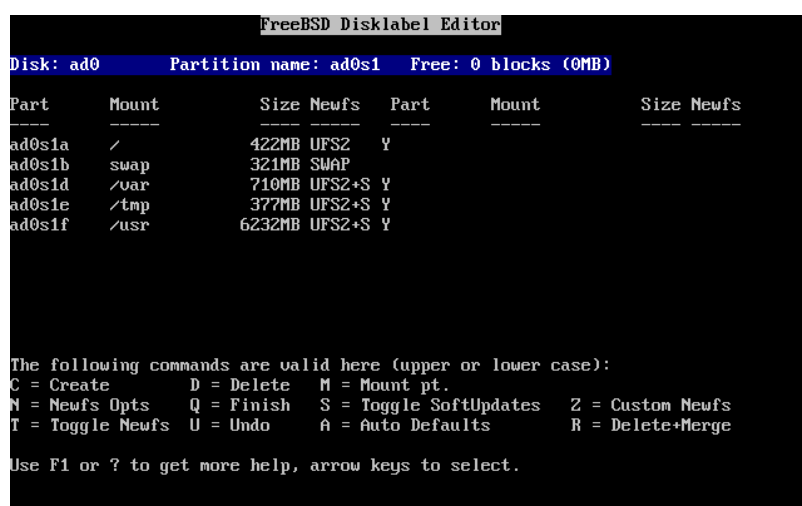 FreeBSD Disklabel Editor
Disk: ad0 Partition name: ad0s1 Free: 0 blocks (0MB)
Part Mount Size Newfs Part Mount Size Newfs
---- ----- ---- ----- ---- ----- ---- -----
ad0s1a / 422MB UFS2 Y
ad0s1b swap 321MB SWAP
ad0s1d /var 710MB UFS2+S Y
ad0s1e /tmp 377MB UFS2+S Y
ad0s1f /usr 6232MB UFS2+S Y
The following commands are valid here (upper or lower case):
C = Create D = Delete M = Mount pt.
N = Newfs Opts Q = Finish S = Toggle SoftUpdates Z = Custom Newfs
T = Toggle Newfs U = Undo A = Auto Defaults R = Delete+Merge
Use F1 or ? to get more help, arrow keys to select.